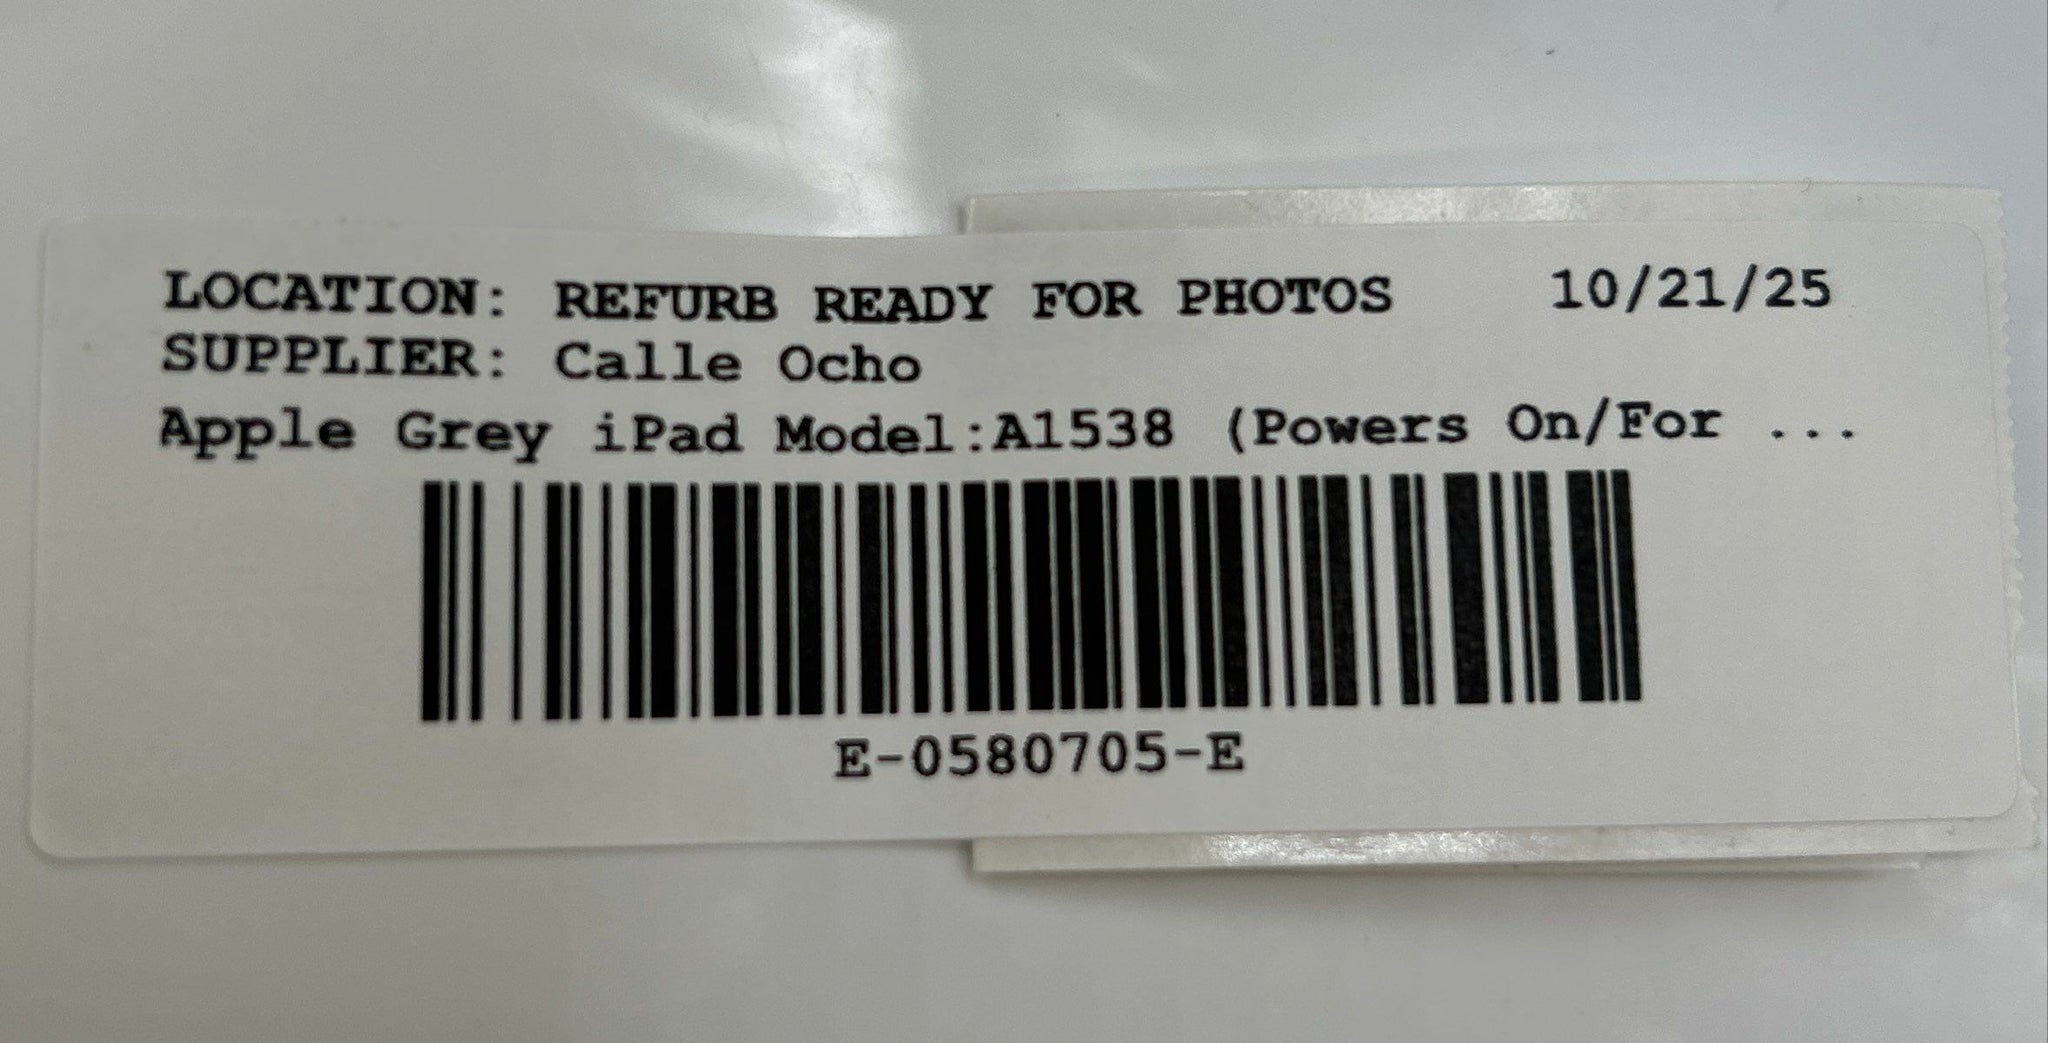 LOCATION: REFURB READY FOR PHOTOS 10/21/25
SUPPLIER: Calle Ocho
Apple Grey iPad Model:A1538 (Powers On/For ...
E-0580705-E